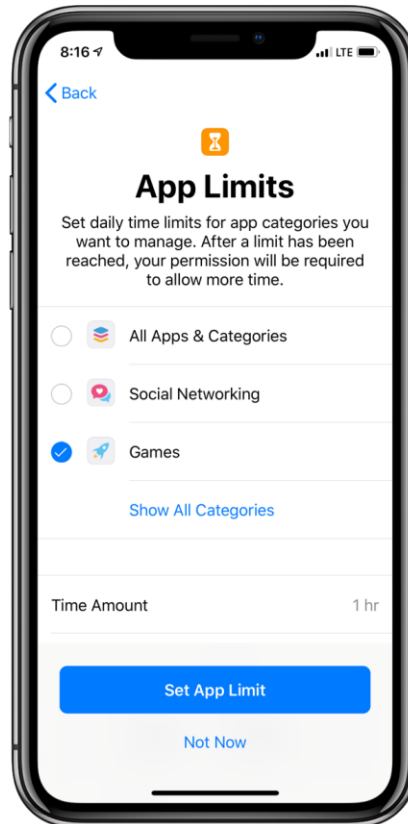 8:16 LTE
Back
App Limits
Set daily time limits for app categories you
want to manage. After a limit has been
reached, your permission will be required
to allow more time.
All Apps & Categories
Social Networking
Games
Show All Categories
Time Amount 1 hr
Set App Limit
Not Now